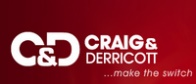 C&D CRAIG&
DERRICOTT
...make the switch